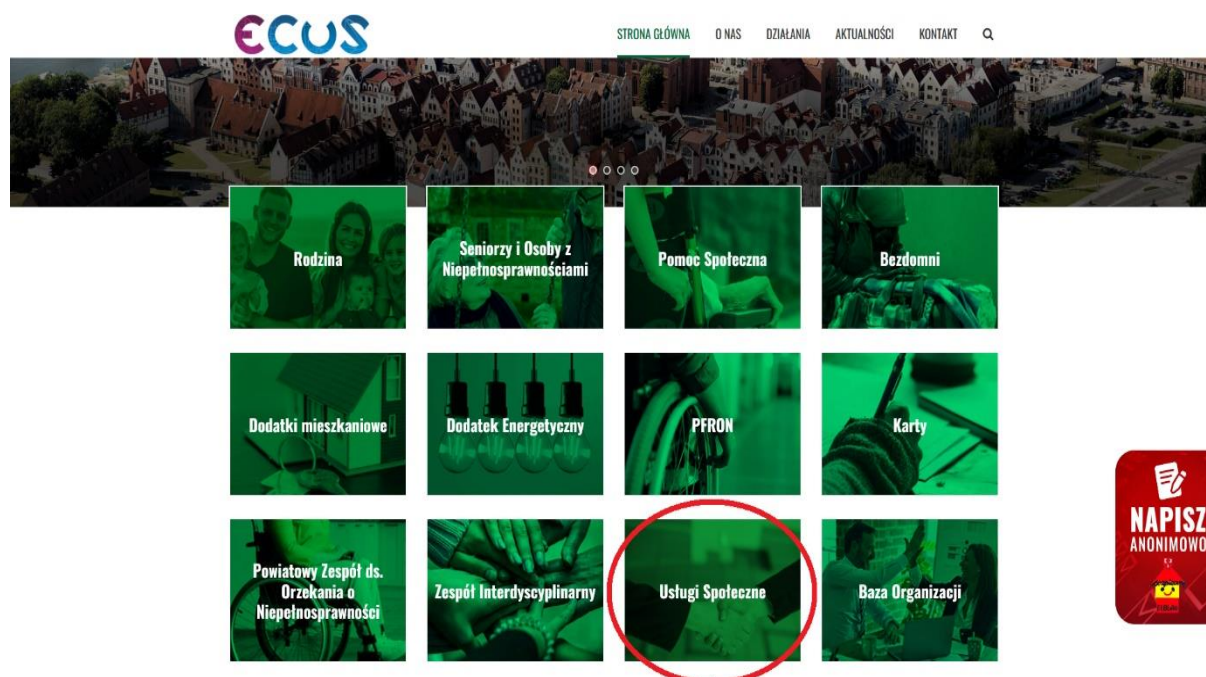 ECUS
STRONA GŁÓWNA O NAS DZIAŁANIA AKTUALNOŚCI KONTAKT
Rodzina
Seniorzy i Osoby z
Niepełnosprawnościami
Pomoc Społeczna
Bezdomni
Dodatki mieszkaniowe
Dodatek Energetyczny
PFRON
Karty
Powiatowy Zespół ds.
Orzekania o
Niepełnosprawności
Zespół Interdyscyplinarny
Usługi Społeczne
Baza Organizacji
NAPISZ
ANONIMOWO